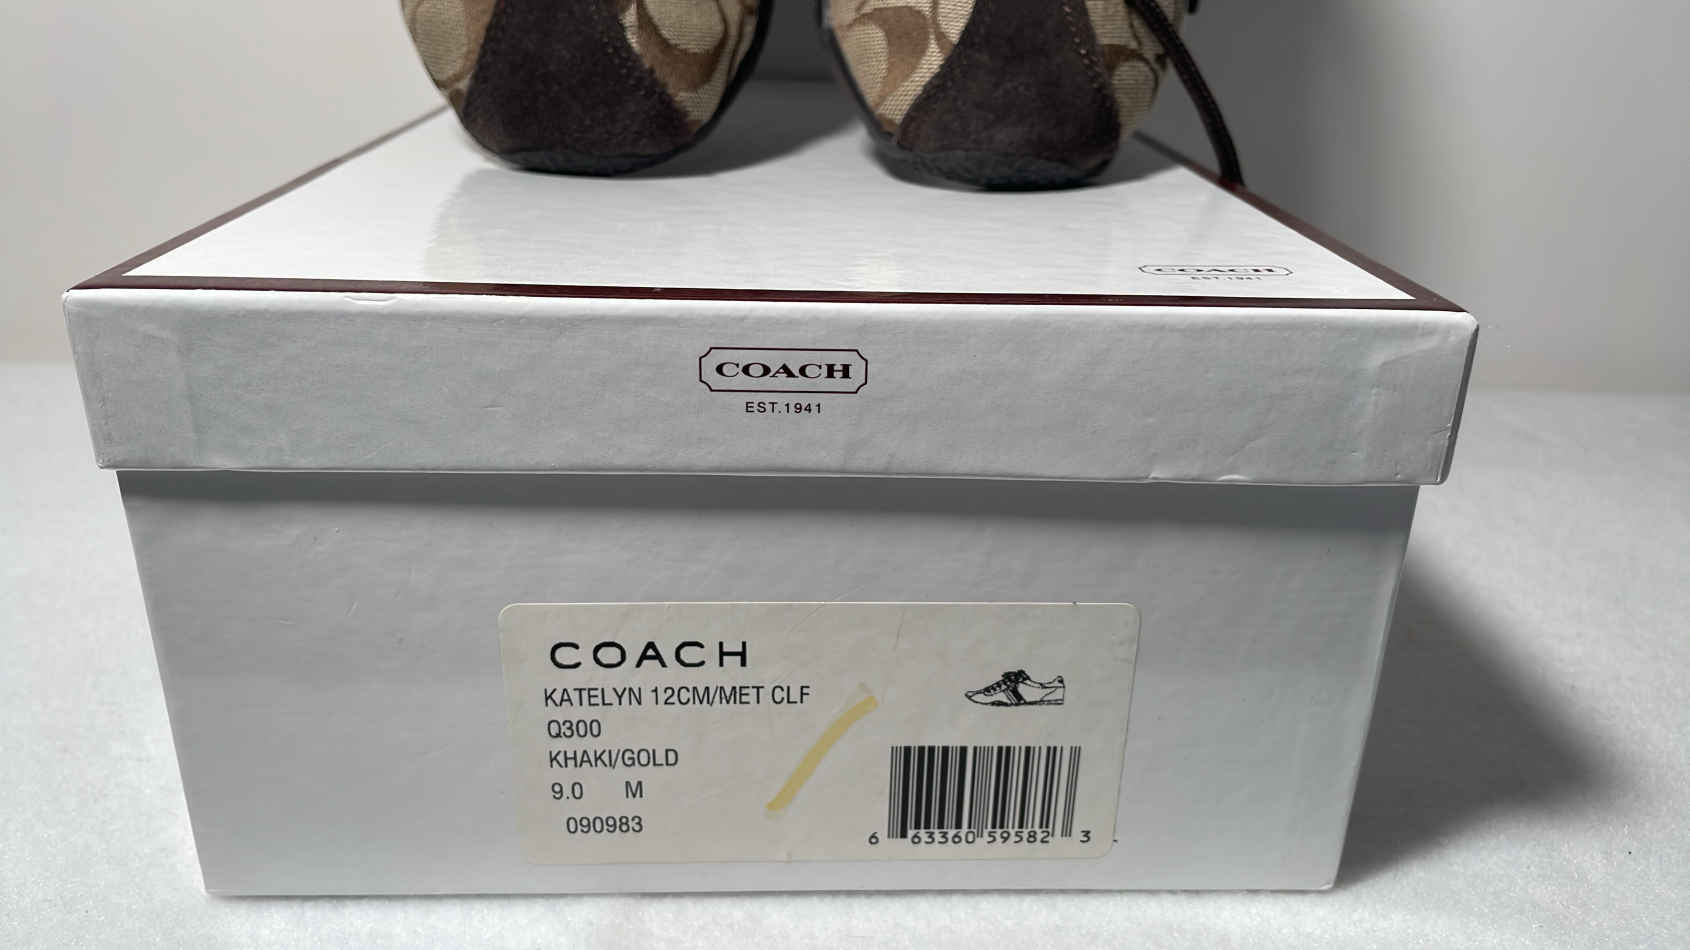 COACH
EST.1941
COACH
EST.1941
COACH
KATELYN 12CM/MET CLF
Q300
KHAKI/GOLD
9.0 M
090983
6 63360 59582 3